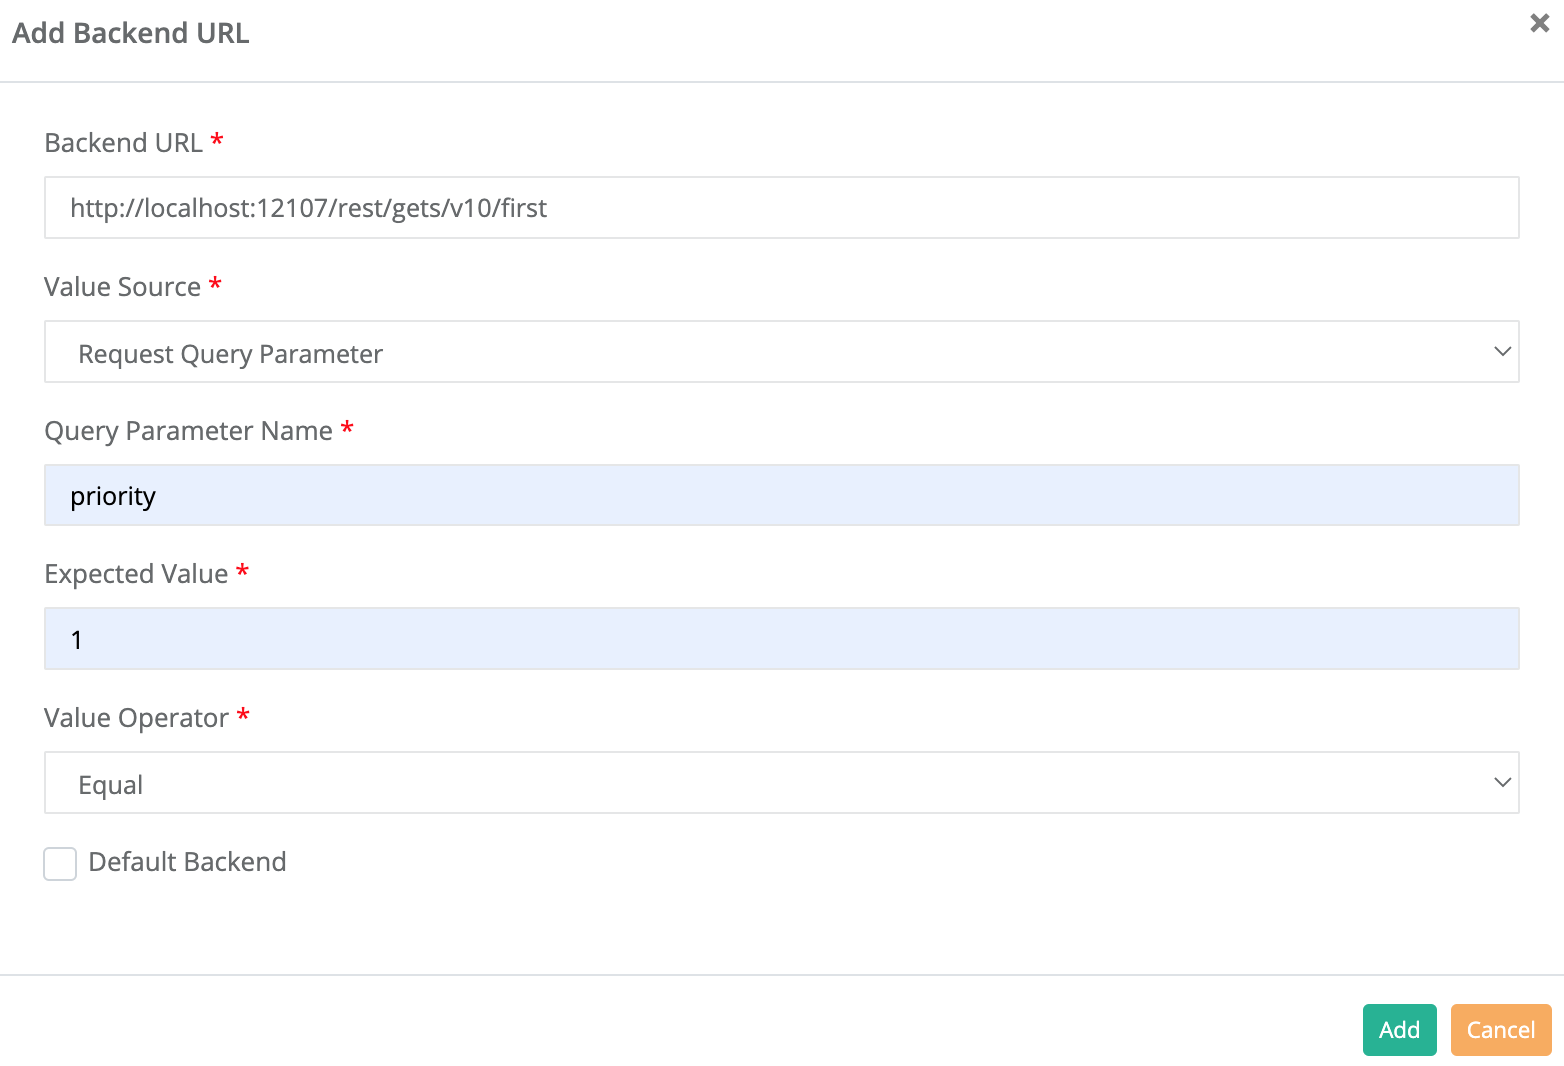 Add Backend URL
Backend URL *
http://localhost:12107/rest/gets/v10/first
Value Source *
Request Query Parameter
Query Parameter Name *
priority
Expected Value *
1
Value Operator *
Equal
Default Backend
Add Cancel